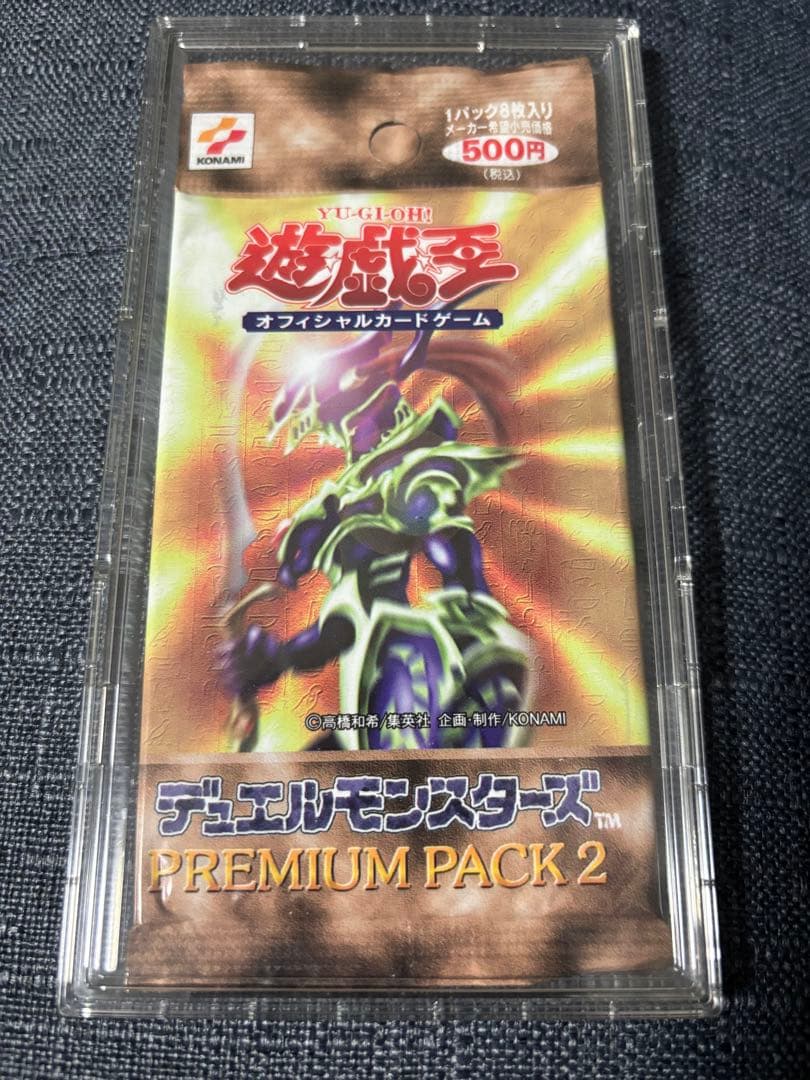 KONAMI
1パック8枚入り
メーカー希望小売価格
500円
(税込)
YU-GI-OH!
遊☆戯☆王
オフィシャルカードゲーム
©高橋和希/集英社 企画・制作/KONAMI
デュエルモンスターズ™
PREMIUM PACK 2